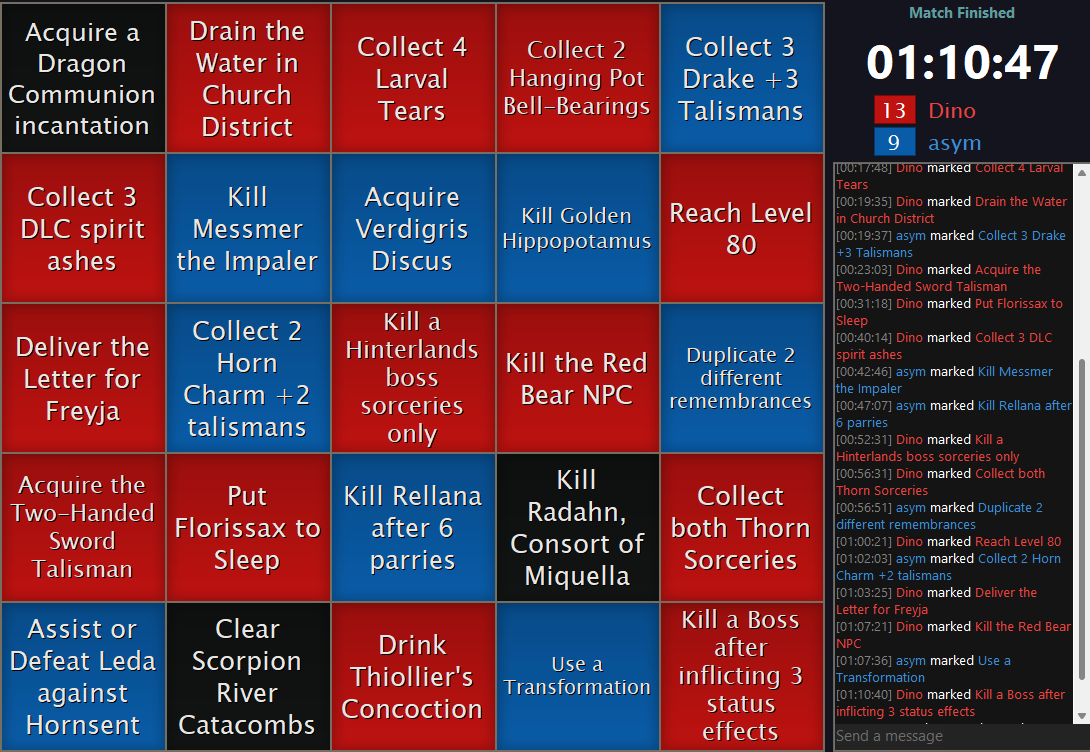 Acquire a
Dragon
Communion
incantation
Drain the
Water in
Church
District
Collect 4
Larval
Tears
Collect 2
Hanging Pot
Bell-Bearings
Collect 3
Drake +3
Talismans
Collect 3
DLC spirit
ashes
Kill
Messmer
the Impaler
Acquire
Verdigris
Discus
Kill Golden
Hippopotamus
Reach Level
80
Deliver the
Letter for
Freyja
Collect 2
Horn
Charm +2
talismans
Kill a
Hinterlands
boss
sorceries
only
Kill the Red
Bear NPC
Duplicate 2
different
remembrances
Acquire the
Two-Handed
Sword
Talisman
Put
Florissax to
Sleep
Kill Rellana
after 6
parries
Kill
Radahn,
Consort of
Miquella
Collect
both Thorn
Sorceries
Assist or
Defeat Leda
against
Hornsent
Clear
Scorpion
River
Catacombs
Drink
Thiollier's
Concoction
Use a
Transformation
Kill a Boss
after
inflicting 3
status
effects
Match Finished
01:10:47
13 Dino
9 asym
[00:17:48] Dino marked Collect 4 Larval
Tears
[00:19:35] Dino marked Drain the Water
in Church District
[00:19:37] asym marked Collect 3 Drake
+3 Talismans
[00:23:03] Dino marked Acquire the
Two-Handed Sword Talisman
[00:31:18] Dino marked Put Florissax to
Sleep
[00:40:14] Dino marked Collect 3 DLC
spirit ashes
[00:42:46] asym marked Kill Messmer
the Impaler
[00:47:07] asym marked Kill Rellana after
6 parries
[00:52:31] Dino marked Kill a
Hinterlands boss sorceries only
[00:56:31] Dino marked Collect both
Thorn Sorceries
[00:56:51] asym marked Duplicate 2
different remembrances
[01:00:21] Dino marked Reach Level 80
[01:02:03] asym marked Collect 2 Horn
Charm +2 talismans
[01:03:25] Dino marked Deliver the
Letter for Freyja
[01:07:21] Dino marked Kill the Red Bear
NPC
[01:07:36] asym marked Use a
Transformation
[01:10:40] Dino marked Kill a Boss after
inflicting 3 status effects
Send a message